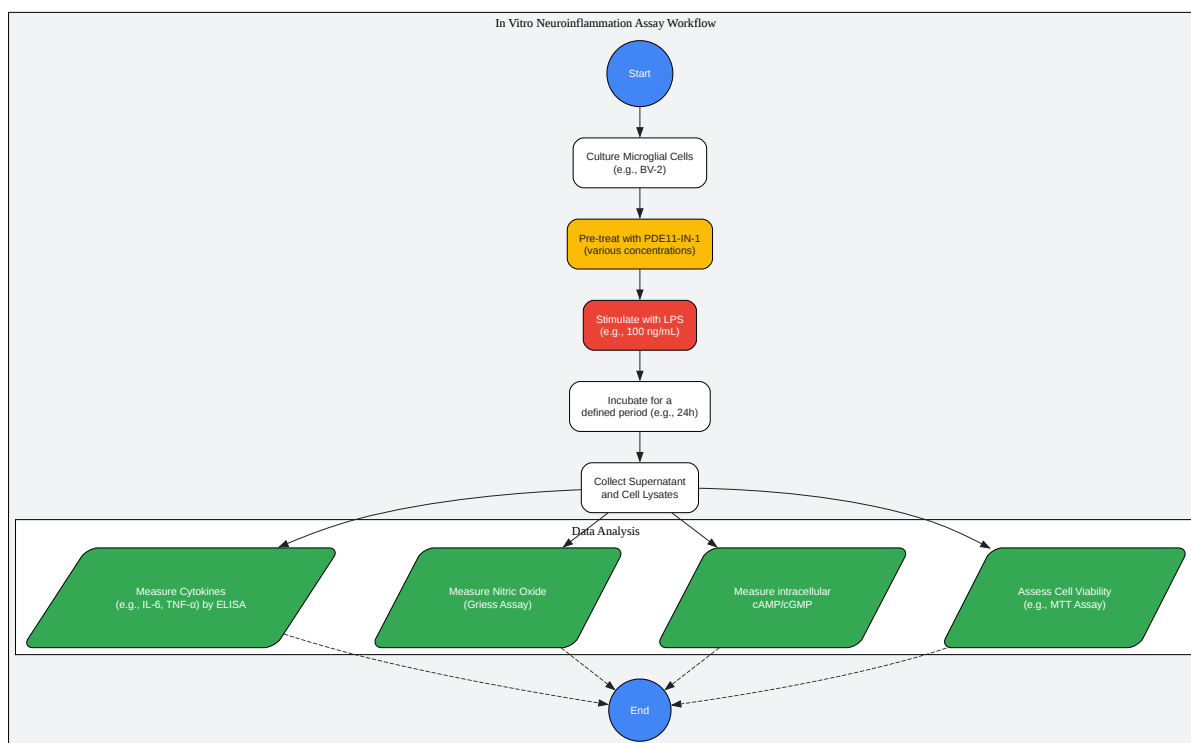 In Vitro Neuroinflammation Assay Workflow
Start
Culture Microglial Cells
(e.g., BV-2)
Pre-treat with PDE11-IN-1
(various concentrations)
Stimulate with LPS
(e.g., 100 ng/mL)
Incubate for a
defined period (e.g., 24h)
Collect Supernatant
and Cell Lysates
Data Analysis
Measure Cytokines
(e.g., IL-6, TNF-α) by ELISA
Measure Nitric Oxide
(Griess Assay)
Measure intracellular
cAMP/cGMP
Assess Cell Viability
(e.g., MTT Assay)
End